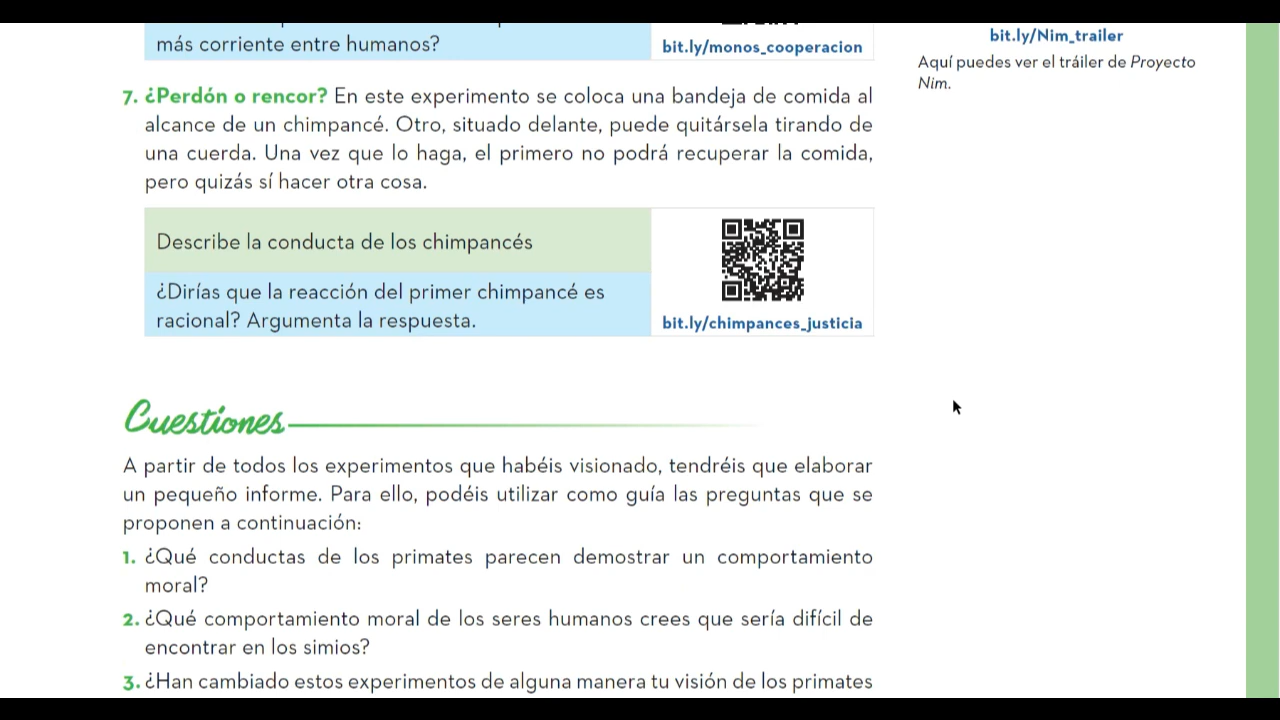 más corriente entre humanos?
bit.ly/monos_cooperacion
bit.ly/Nim_trailer
Aquí puedes ver el tráiler de Proyecto
Nim.
7. ¿Perdón o rencor? En este experimento se coloca una bandeja de comida al
alcance de un chimpancé. Otro, situado delante, puede quitársela tirando de
una cuerda. Una vez que lo haga, el primero no podrá recuperar la comida,
pero quizás sí hacer otra cosa.
Describe la conducta de los chimpancés
¿Dirías que la reacción del primer chimpancé es
racional? Argumenta la respuesta.
bit.ly/chimpances_justicia
Cuestiones
A partir de todos los experimentos que habéis visionado, tendréis que elaborar
un pequeño informe. Para ello, podéis utilizar como guía las preguntas que se
proponen a continuación:
1. ¿Qué conductas de los primates parecen demostrar un comportamiento
moral?
2. ¿Qué comportamiento moral de los seres humanos crees que sería difícil de
encontrar en los simios?
3. ¿Han cambiado estos experimentos de alguna manera tu visión de los primates